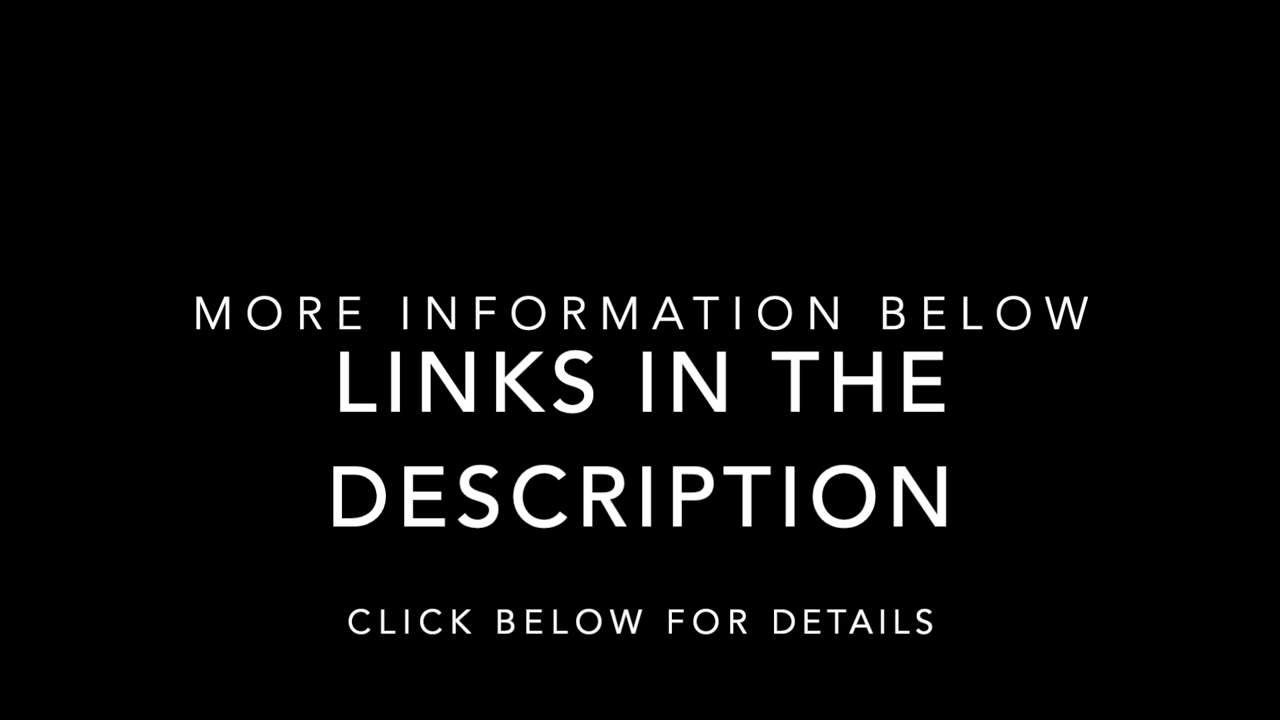 MORE INFORMATION BELOW
LINKS IN THE
DESCRIPTION
CLICK BELOW FOR DETAILS